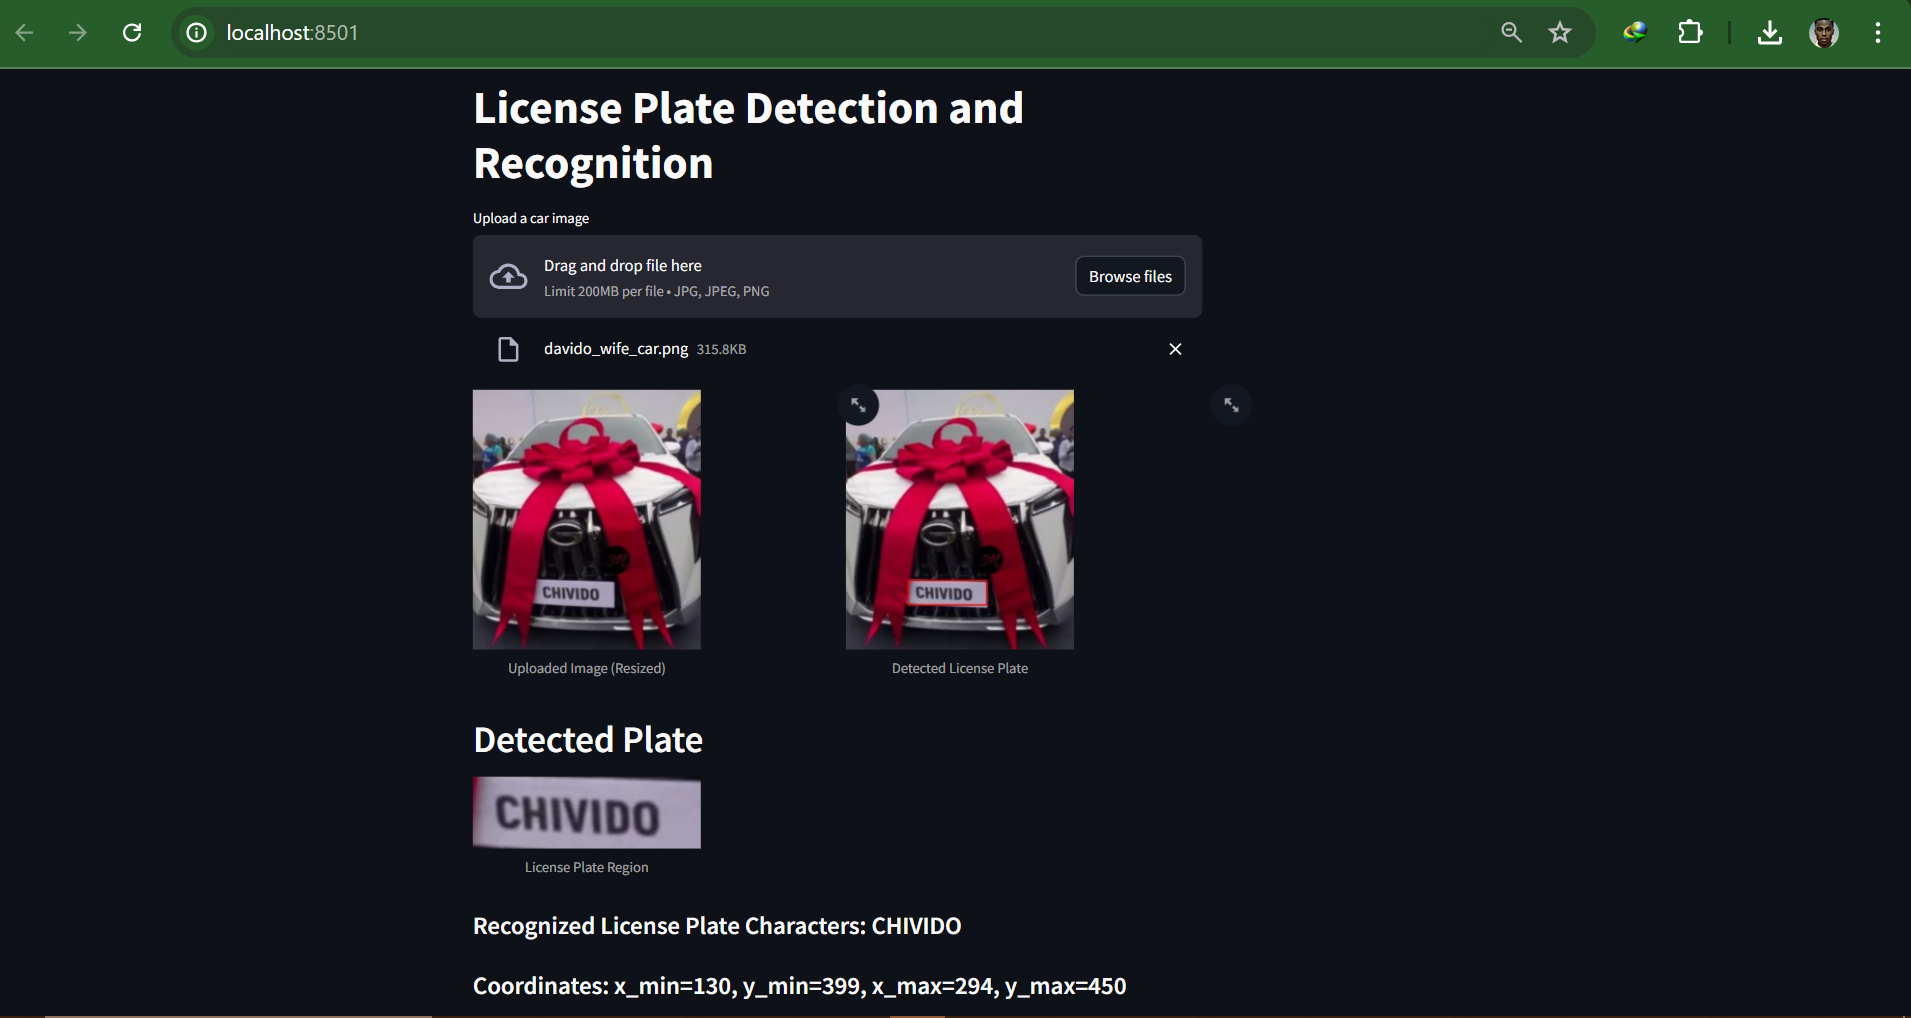 localhost:8501
License Plate Detection and
Recognition
Upload a car image
Drag and drop file here
Limit 200MB per file • JPG, JPEG, PNG
Browse files
davido_wife_car.png 315.8KB
CHIVIDO
CHIVIDO
Uploaded Image (Resized)
Detected License Plate
Detected Plate
CHIVIDO
License Plate Region
Recognized License Plate Characters: CHIVIDO
Coordinates: x_min=130, y_min=399, x_max=294, y_max=450